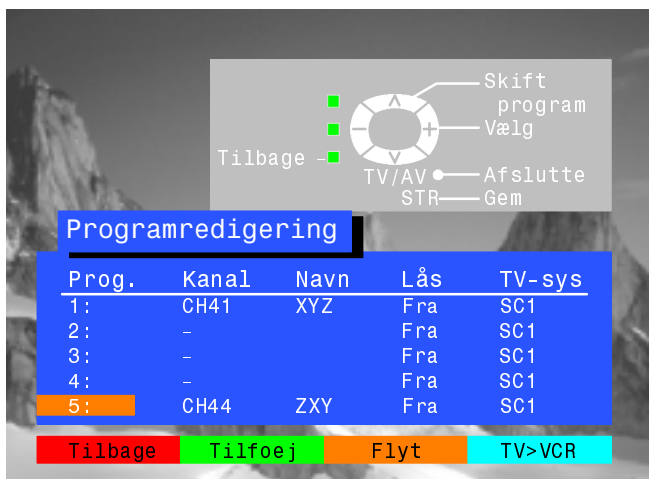 Skift
program
Vælg
Tilbage
TV/AV Afslutte
STR Gem
Programredigering
Prog. Kanal Navn Lås TV-sys
1: CH41 XYZ Fra SC1
2: – Fra SC1
3: – Fra SC1
4: – Fra SC1
5: CH44 ZXY Fra SC1
Tilbage Tilfoej Flyt TV>VCR